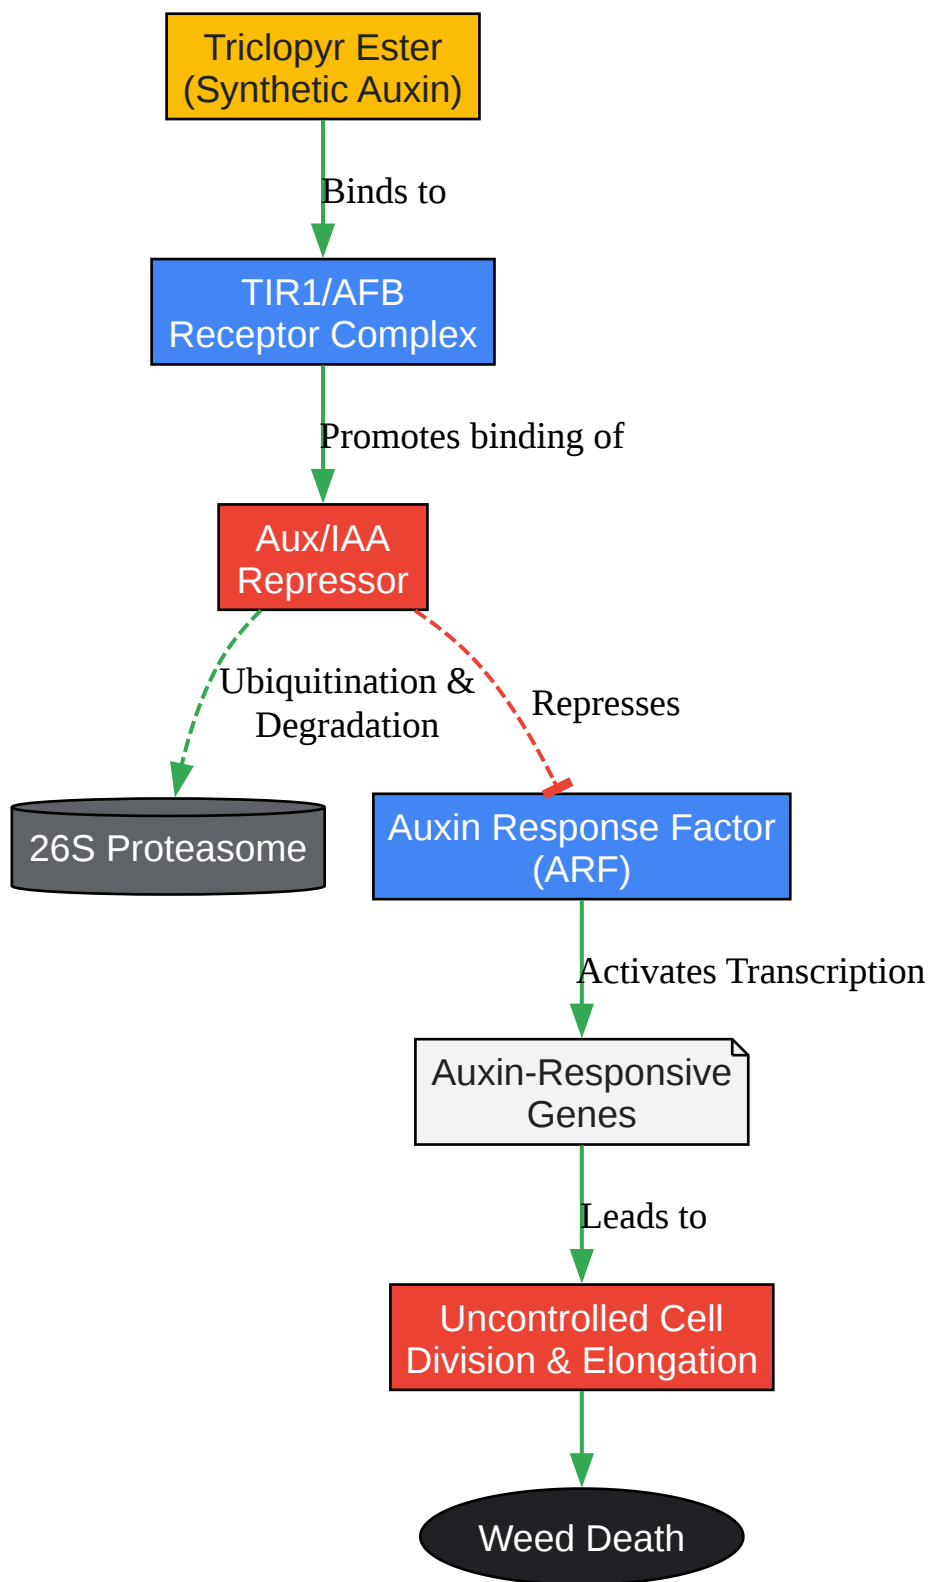 Triclopyr Ester
(Synthetic Auxin)
Binds to
TIR1/AFB
Receptor Complex
Promotes binding of
Aux/IAA
Repressor
Ubiquitination &
Degradation
Represses
26S Proteasome
Auxin Response Factor
(ARF)
Activates Transcription
Auxin-Responsive
Genes
Leads to
Uncontrolled Cell
Division & Elongation
Weed Death